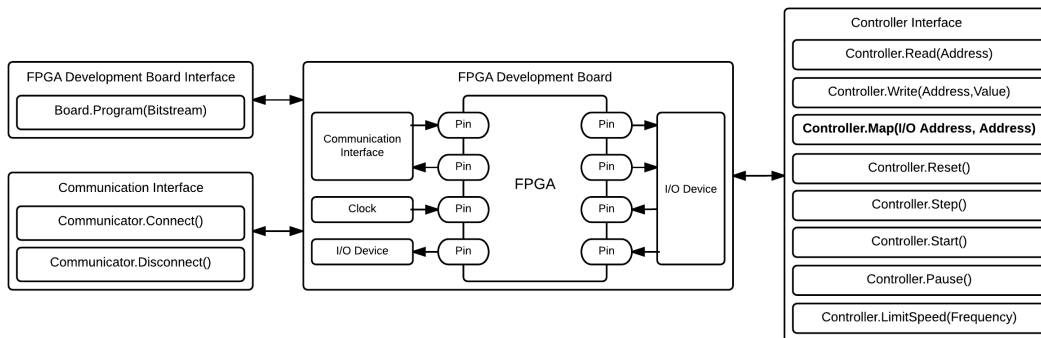 FPGA Development Board Interface
Board.Program(Bitstream)
Communication Interface
Communicator.Connect()
Communicator.Disconnect()
FPGA Development Board
Communication
Interface
Clock
I/O Device
Pin
Pin
Pin
Pin
FPGA
Pin
Pin
Pin
Pin
I/O Device
Controller Interface
Controller.Read(Address)
Controller.Write(Address,Value)
Controller.Map(I/O Address, Address)
Controller.Reset()
Controller.Step()
Controller.Start()
Controller.Pause()
Controller.LimitSpeed(Frequency)